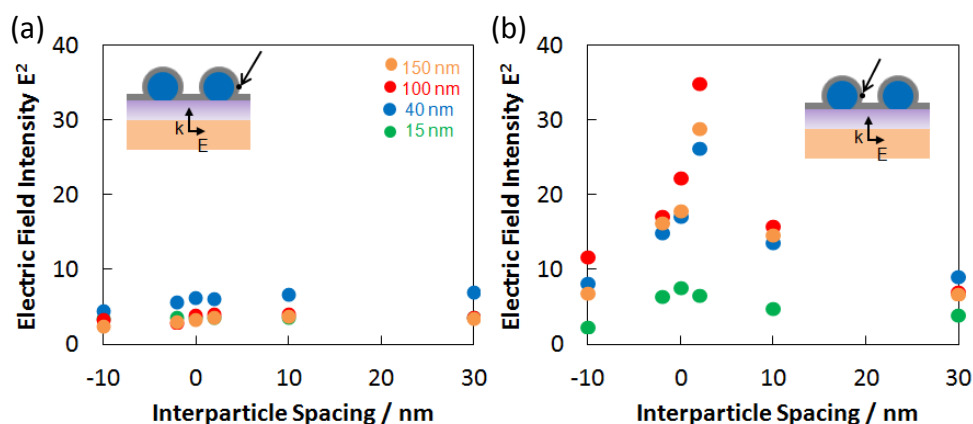 (a)
Electric Field Intensity E²
40
30
20
10
0
-10 0 10 20 30
Interparticle Spacing / nm
k
E
150 nm
100 nm
40 nm
15 nm
(b)
Electric Field Intensity E²
40
30
20
10
0
-10 0 10 20 30
Interparticle Spacing / nm
k
E